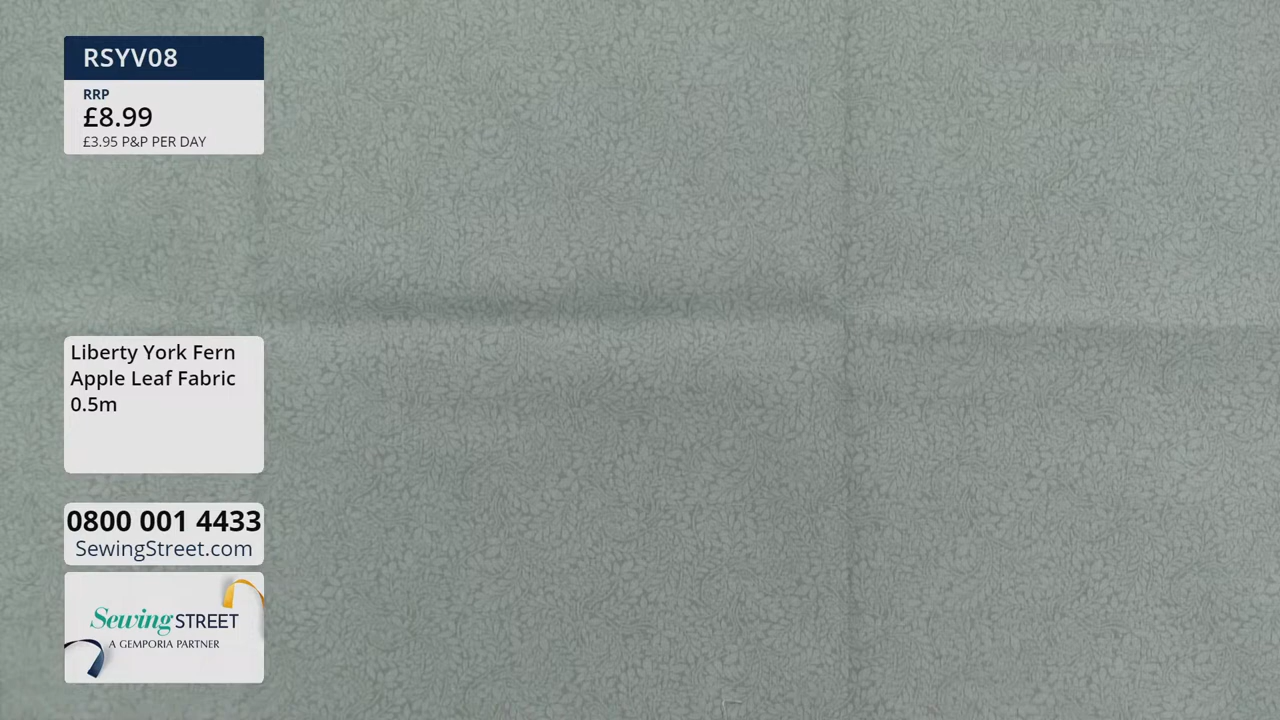 RSYV08
RRP
£8.99
£3.95 P&P PER DAY
Liberty York Fern
Apple Leaf Fabric
0.5m
0800 001 4433
SewingStreet.com
Sewing STREET
A GEMPORIA PARTNER